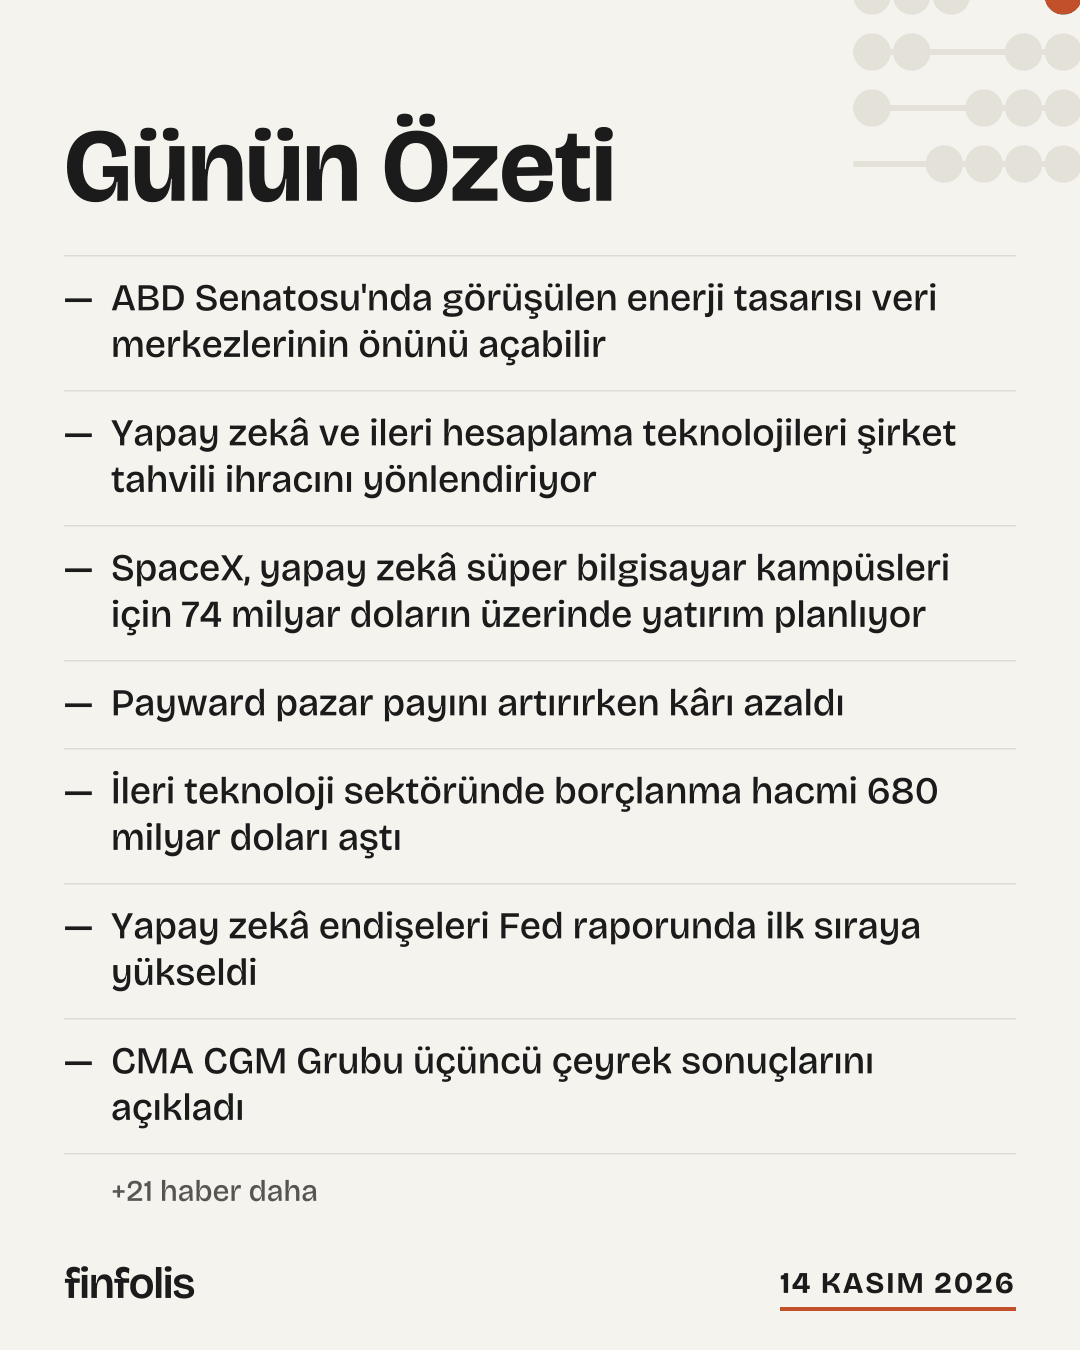 Günün Özeti
— ABD Senatosu'nda görüşülen enerji tasarısı veri
merkezlerinin önünü açabilir
— Yapay zekâ ve ileri hesaplama teknolojileri şirket
tahvili ihracını yönlendiriyor
— SpaceX, yapay zekâ süper bilgisayar kampüsleri
için 74 milyar doların üzerinde yatırım planlıyor
— Payward pazar payını artırırken kârı azaldı
— İleri teknoloji sektöründe borçlanma hacmi 680
milyar doları aştı
— Yapay zekâ endişeleri Fed raporunda ilk sıraya
yükseldi
— CMA CGM Grubu üçüncü çeyrek sonuçlarını
açıkladı
+21 haber daha
finfolis
14 KASIM 2026